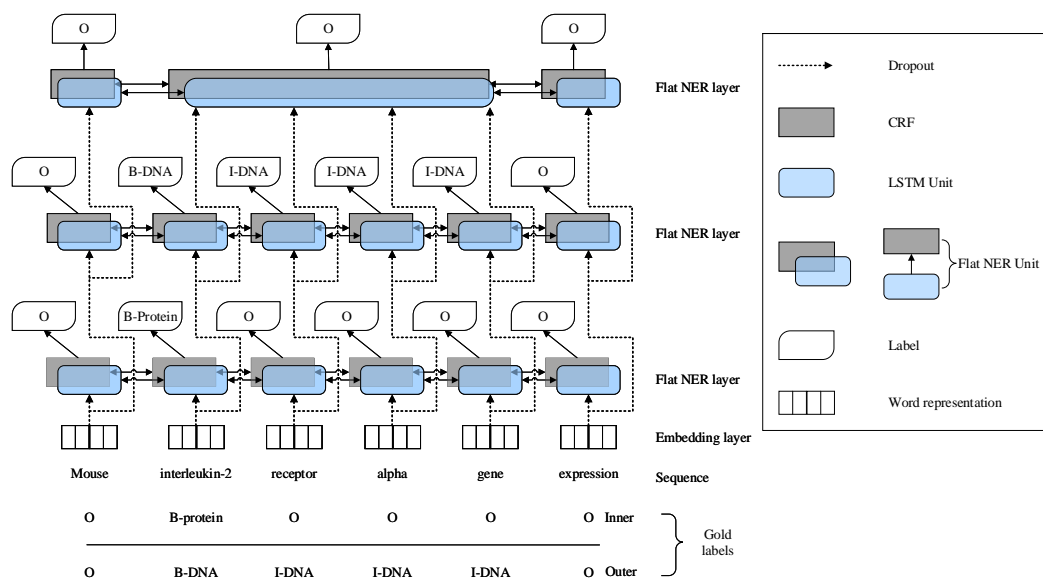 O O O
Flat NER layer
O B-DNA I-DNA I-DNA I-DNA O
Flat NER layer
O B-Protein O O O O
Flat NER layer
Embedding layer
Mouse interleukin-2 receptor alpha gene expression Sequence
O B-protein O O O O Inner
Gold labels
O B-DNA I-DNA I-DNA I-DNA O Outer
Dropout
CRF
LSTM Unit
Flat NER Unit
Label
Word representation